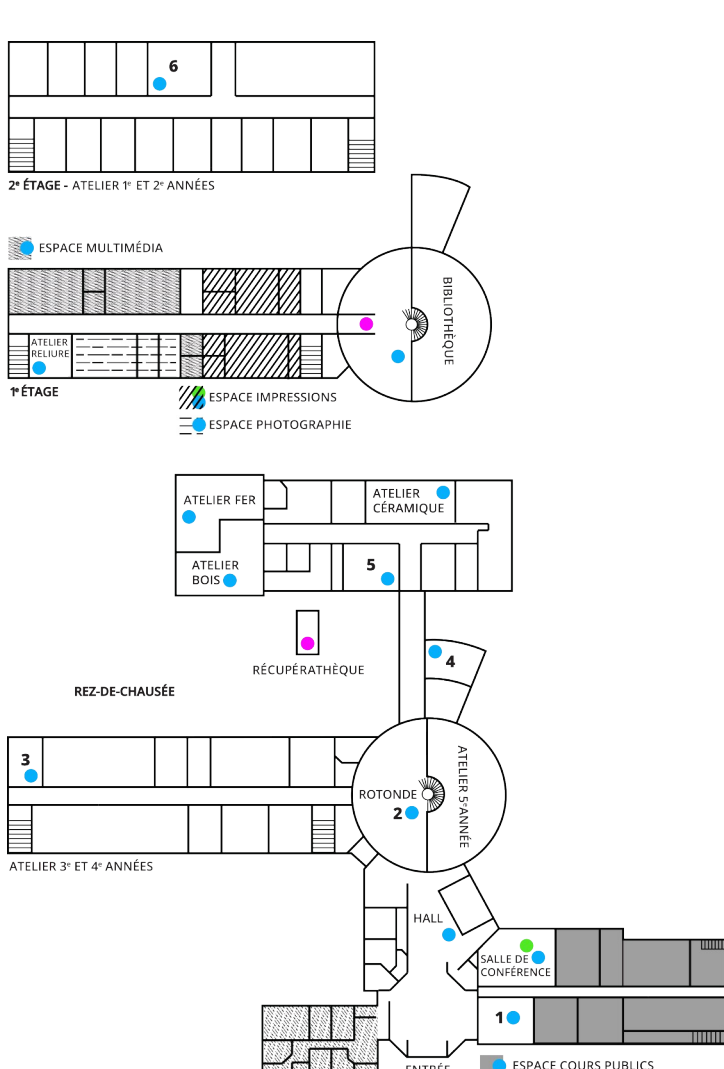 6
2ᵉ ÉTAGE - ATELIER 1ᵉ ET 2ᵉ ANNÉES
ESPACE MULTIMÉDIA
BIBLIOTHÈQUE
ATELIER
RELIURE
1ᵉ ÉTAGE
ESPACE IMPRESSIONS
ESPACE PHOTOGRAPHIE
ATELIER FER
ATELIER
CÉRAMIQUE
ATELIER
BOIS
5
4
RÉCUPÉRATHÈQUE
REZ-DE-CHAUSÉE
3
ATELIER 5ᵉ ANNÉE
ROTONDE
2
ATELIER 3ᵉ ET 4ᵉ ANNÉES
HALL
SALLE DE
CONFÉRENCE
1
ENTRÉE
ESPACE COURS PUBLICS